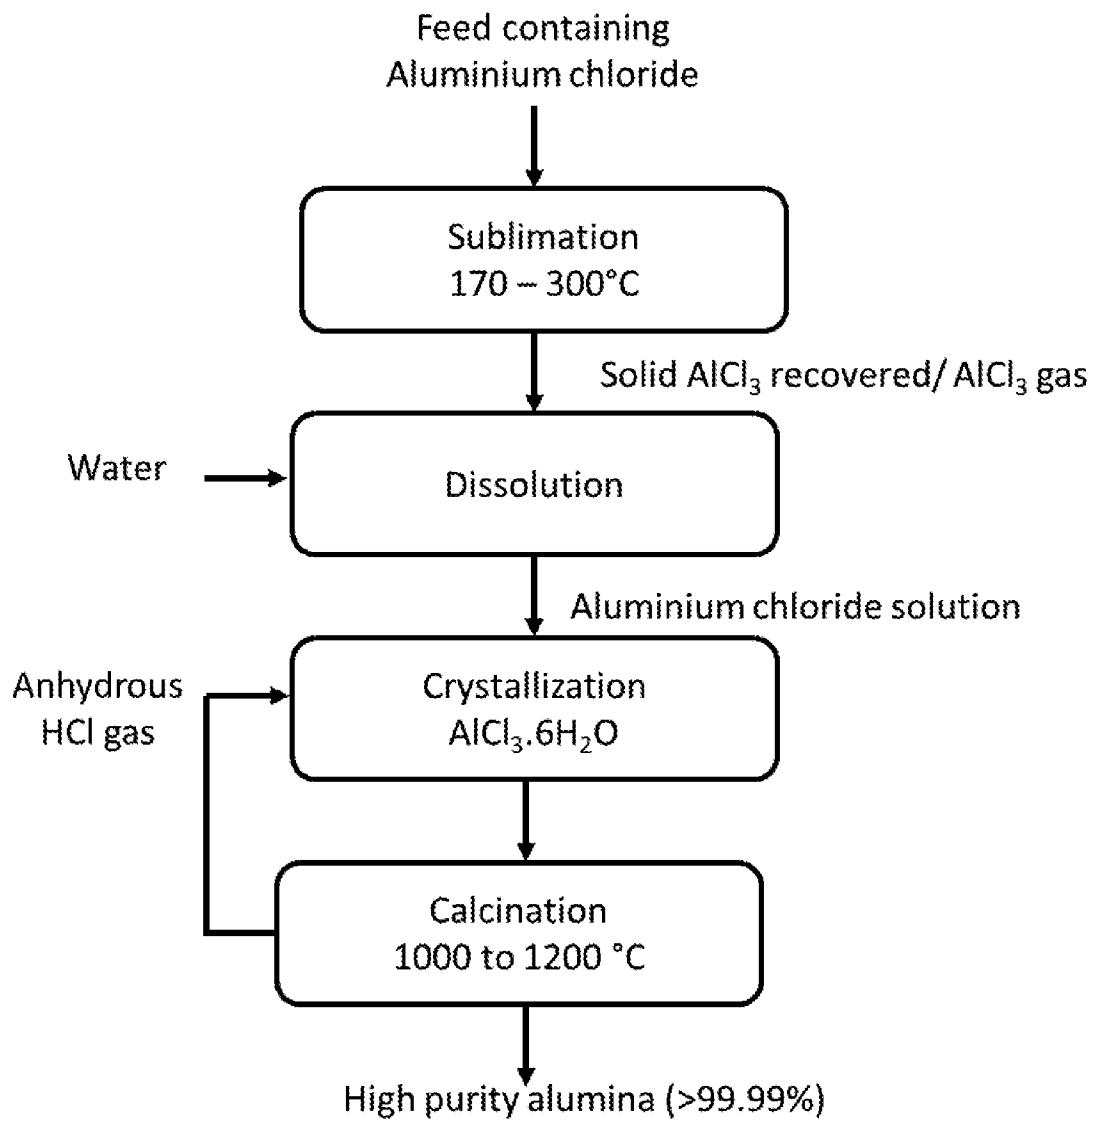 Feed containing
Aluminium chloride
Sublimation
170 – 300°C
Solid AlCl₃ recovered/ AlCl₃ gas
Water
Dissolution
Aluminium chloride solution
Anhydrous
HCl gas
Crystallization
AlCl₃.6H₂O
Calcination
1000 to 1200 °C
High purity alumina (>99.99%)